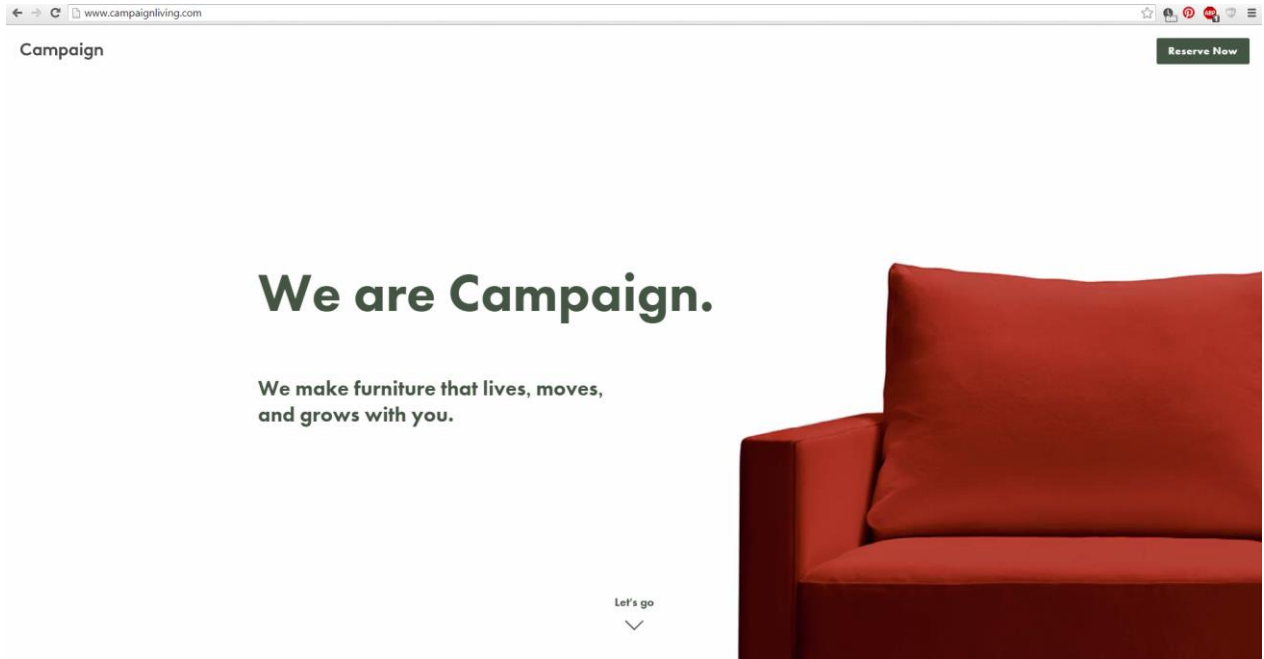 www.campaignliving.com
Campaign
Reserve Now
We are Campaign.
We make furniture that lives, moves,
and grows with you.
Let's go